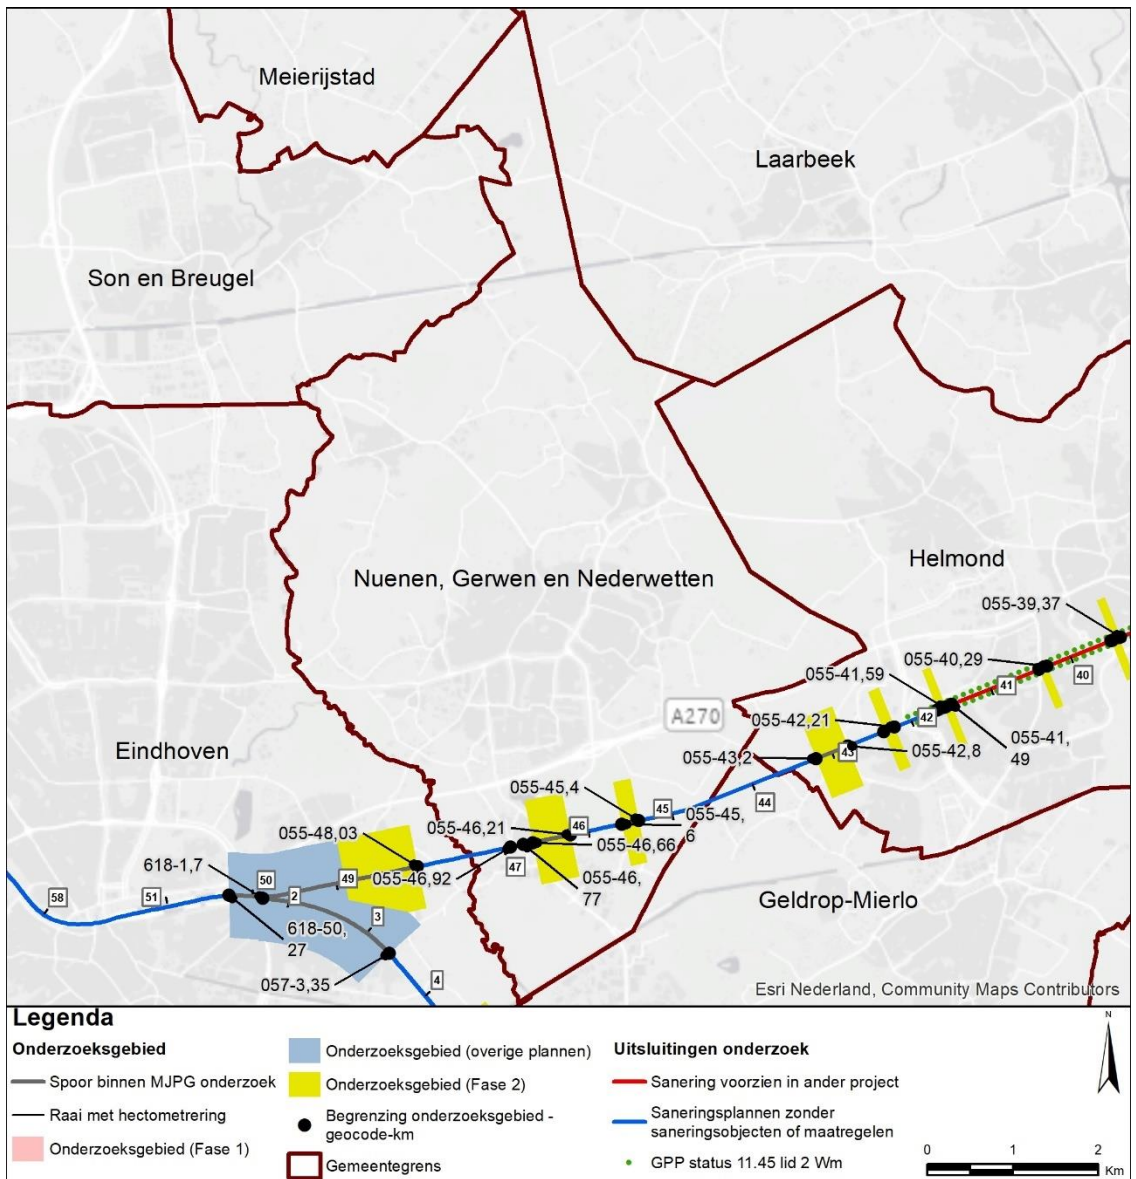 Meierijstad
Laarbeek
Son en Breugel
Nuenen, Gerwen en Nederwetten
Helmond
055-39,37
055-40,29
40
41
055-41,59
42
055-41,
49
A270
055-42,21
055-43,2
43
055-42,8
Eindhoven
44
055-45,4
45
055-45,
6
055-46,21
46
055-48,03
055-46,66
055-46,92
47
055-46,
77
618-1,7
50
49
2
58
51
3
618-50,
27
057-3,35
4
Geldrop-Mierlo
Esri Nederland, Community Maps Contributors
Legenda
Onderzoeksgebied
Spoor binnen MJPG onderzoek
Raai met hectometrering
Onderzoeksgebied (Fase 1)
Onderzoeksgebied (overige plannen)
Onderzoeksgebied (Fase 2)
Begrenzing onderzoeksgebied -
geocode-km
Gemeentegrens
Uitsluitingen onderzoek
Sanering voorzien in ander project
Saneringsplannen zonder
saneringsobjecten of maatregelen
GPP status 11.45 lid 2 Wm
N
0 1 2
Km